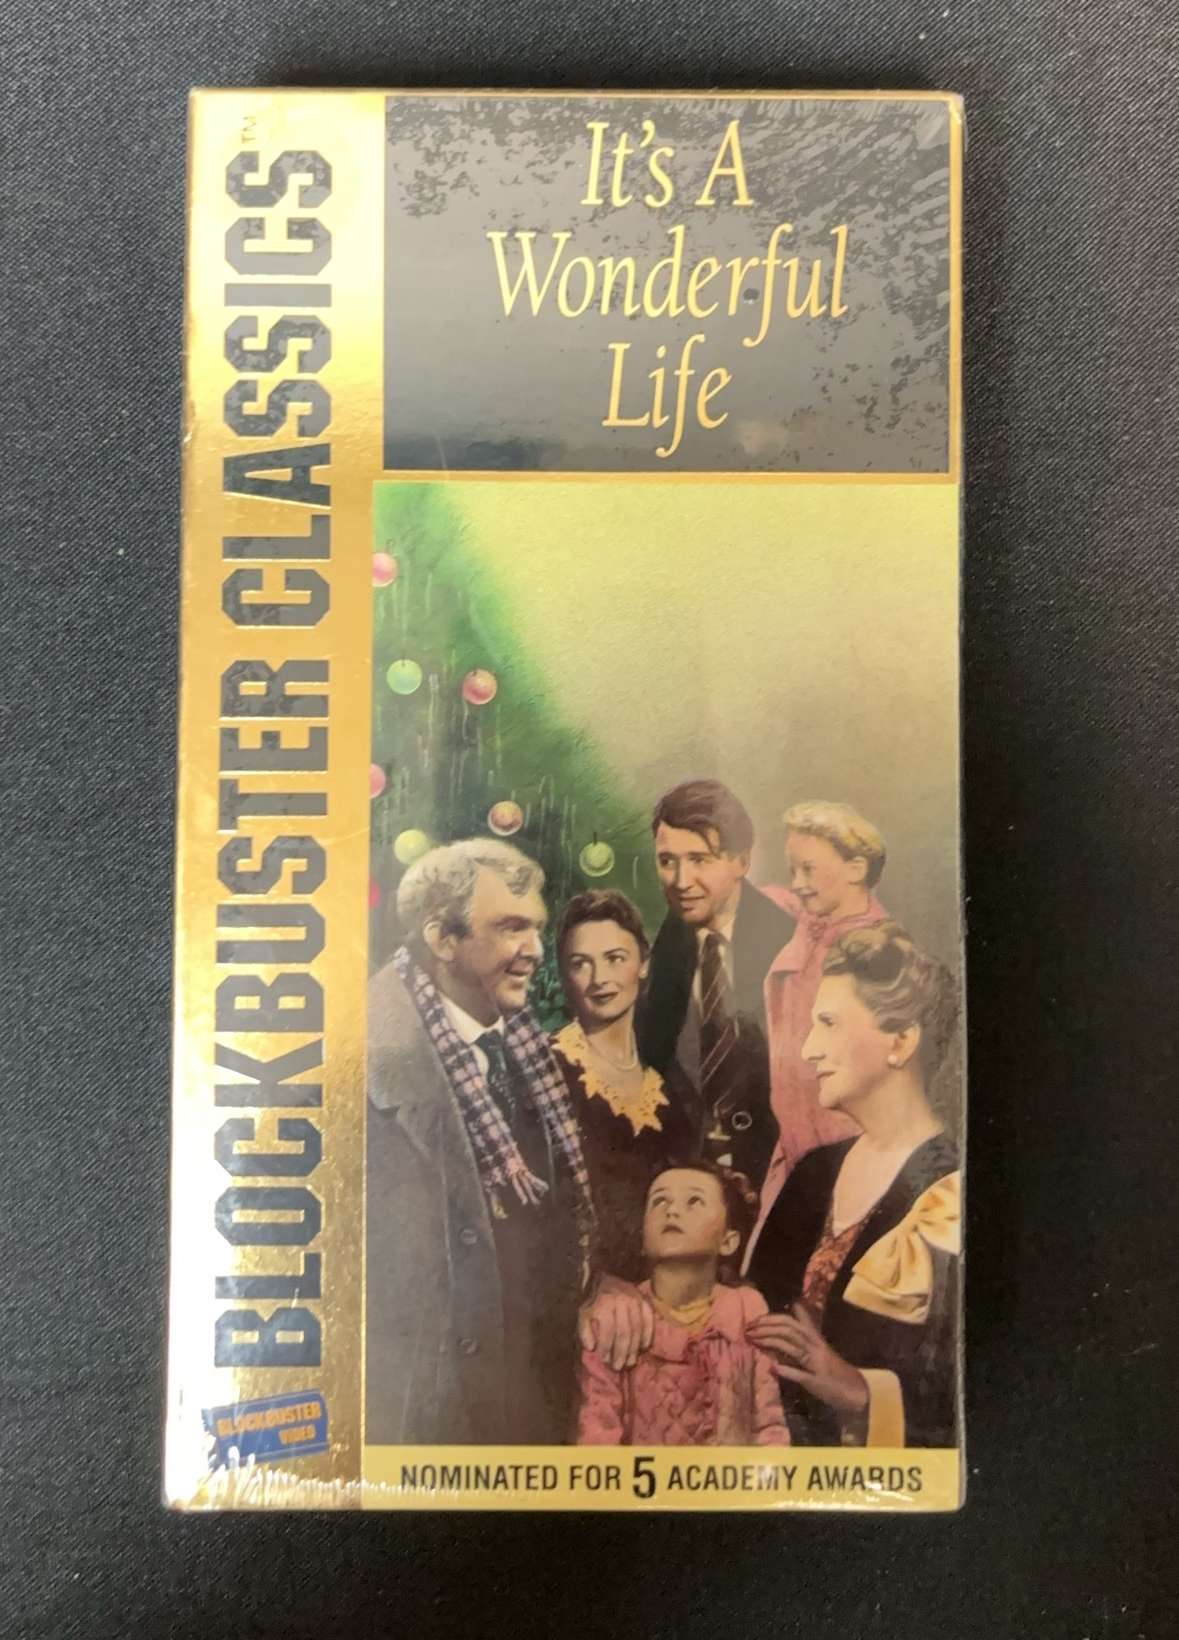 BLOCKBUSTER CLASSICS™
It's A
Wonderful
Life
BLOCKBUSTER
VIDEO
NOMINATED FOR 5 ACADEMY AWARDS